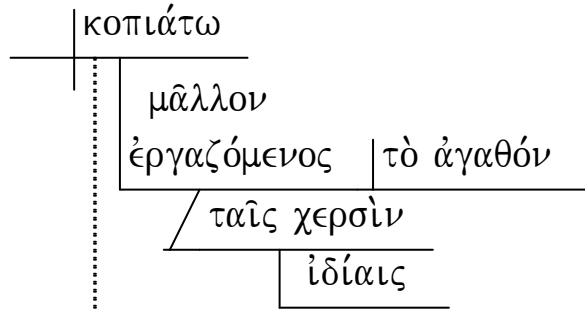 κοπιάτω
μᾶλλον
ἐργαζόμενος τὸ ἀγαθόν
ταῖς χερσὶν
ἰδίαις